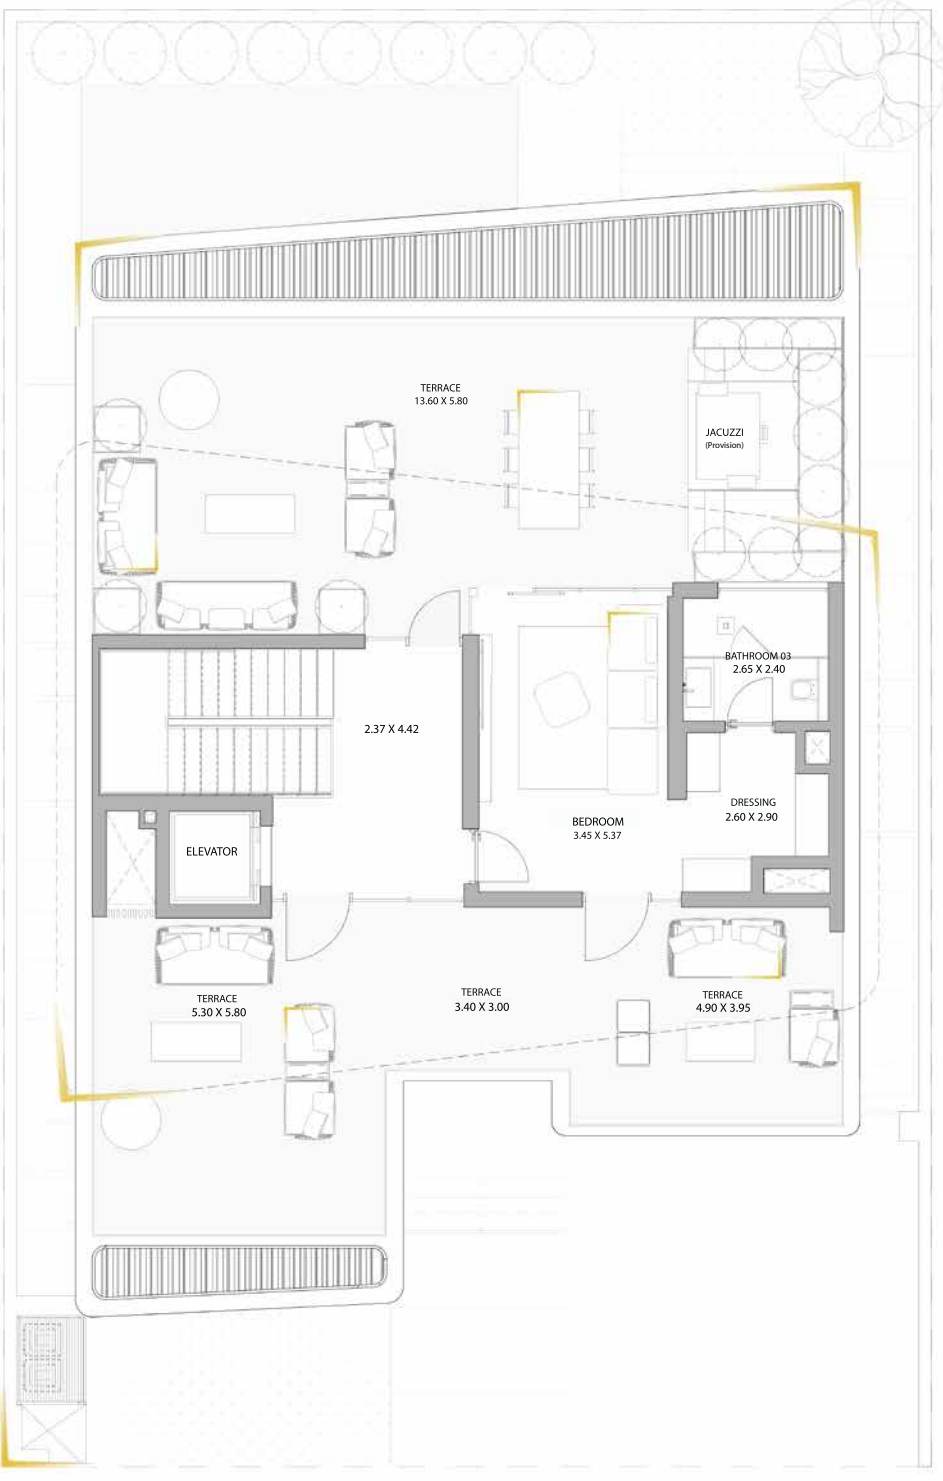 TERRACE
13.60 X 5.80
JACUZZI
(Provision)
BATHROOM 03
2.65 X 2.40
2.37 X 4.42
DRESSING
2.60 X 2.90
BEDROOM
3.45 X 5.37
ELEVATOR
TERRACE
5.30 X 5.80
TERRACE
3.40 X 3.00
TERRACE
4.90 X 3.95